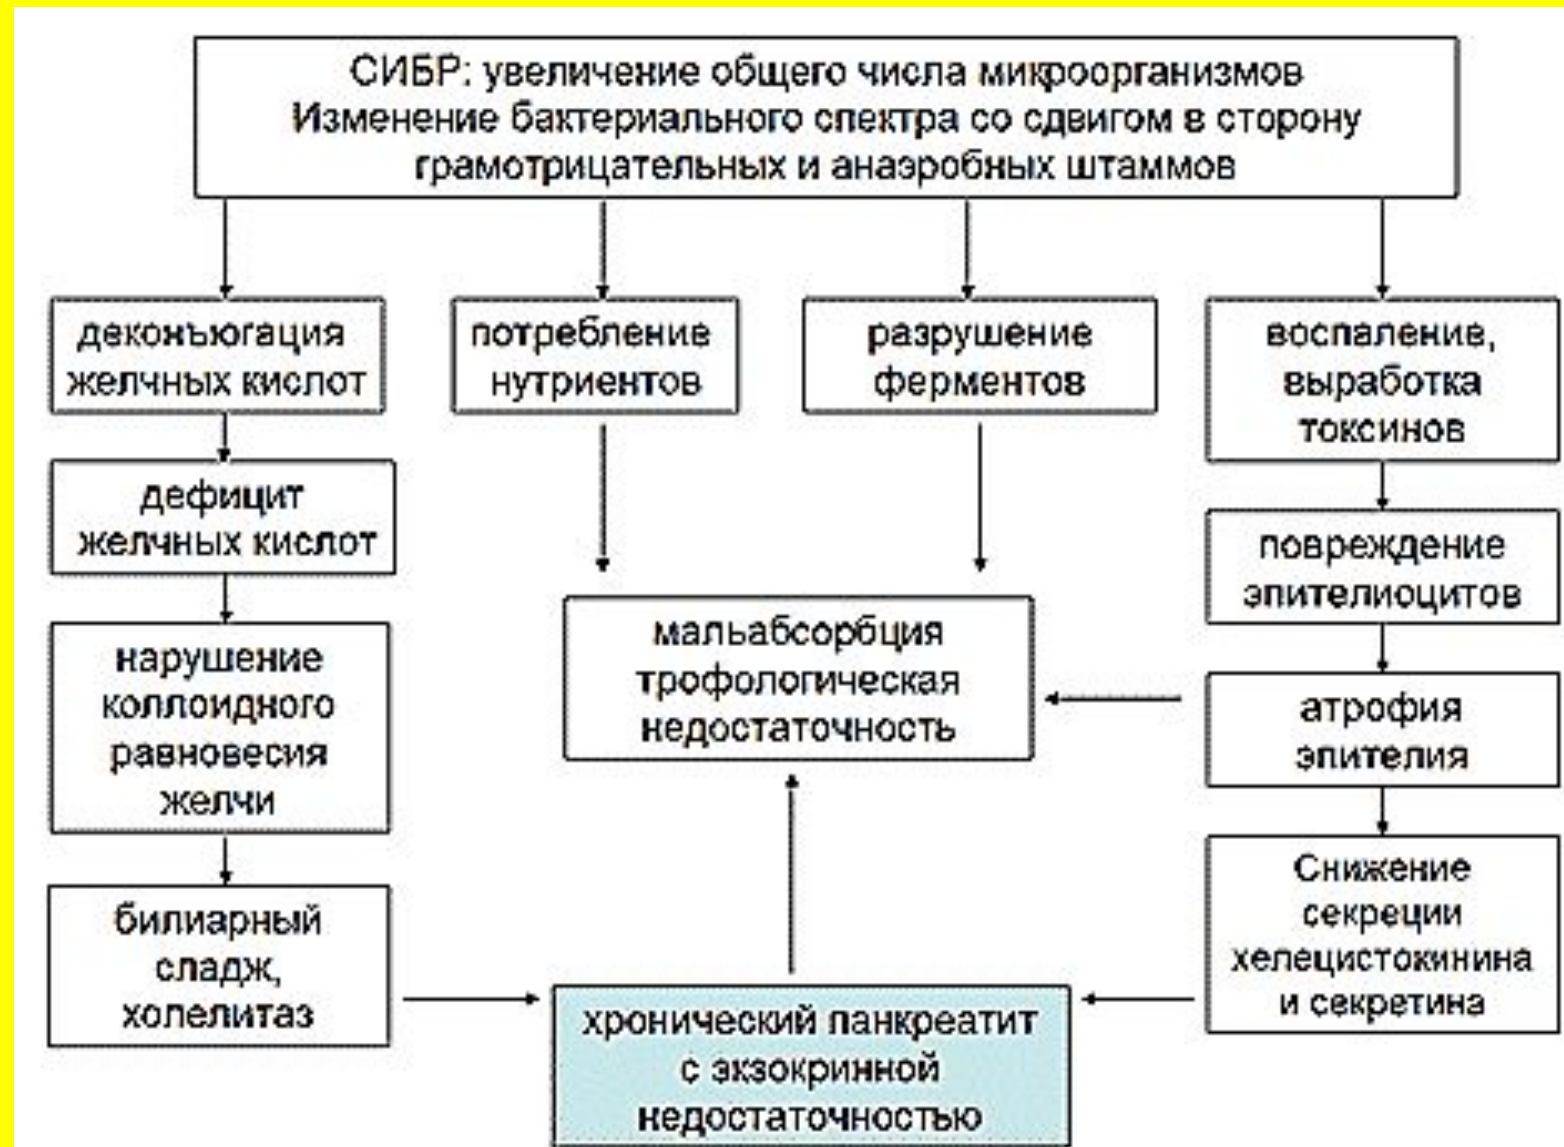 СИБР: увеличение общего числа микроорганизмов
Изменение бактериального спектра со сдвигом в сторону
грамотрицательных и анаэробных штаммов
деконъюгация
желчных кислот
дефицит
желчных кислот
нарушение
коллоидного
равновесия
желчи
билиарный
сладж,
холелитаз
потребление
нутриентов
разрушение
ферментов
мальабсорбция
трофологическая
недостаточность
воспаление,
выработка
токсинов
повреждение
эпителиоцитов
атрофия
эпителия
Снижение
секреции
хелецистокинина
и секретина
хронический панкреатит
с экзокринной
недостаточностью